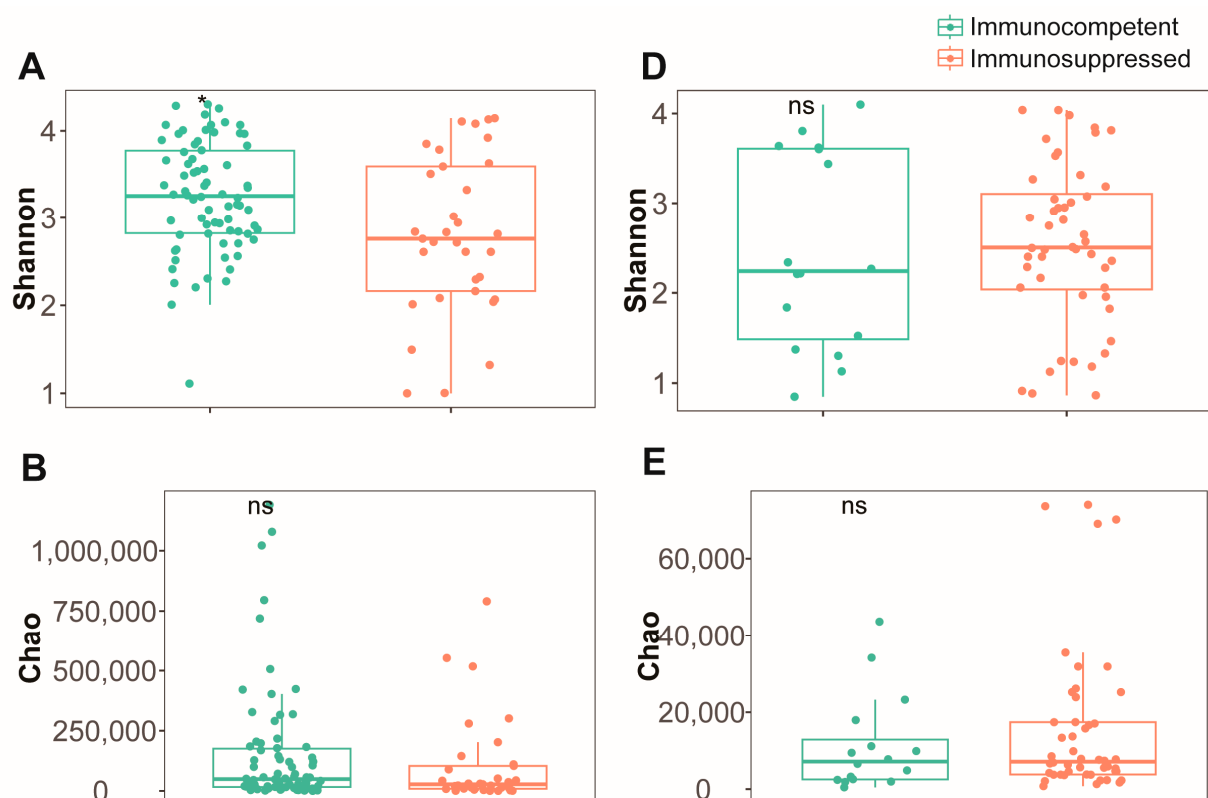 Immunocompetent
Immunosuppressed
A
*
4
3
2
1
Shannon
D
ns
4
3
2
1
Shannon
B
ns
1,000,000
750,000
500,000
250,000
0
Chao
E
ns
60,000
40,000
20,000
0
Chao